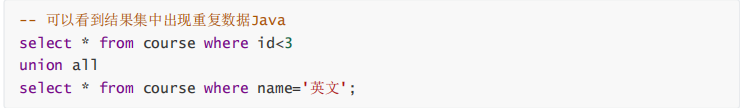 -- 可以看到结果集中出现重复数据Java
select * from course where id<3
union all
select * from course where name='英文';